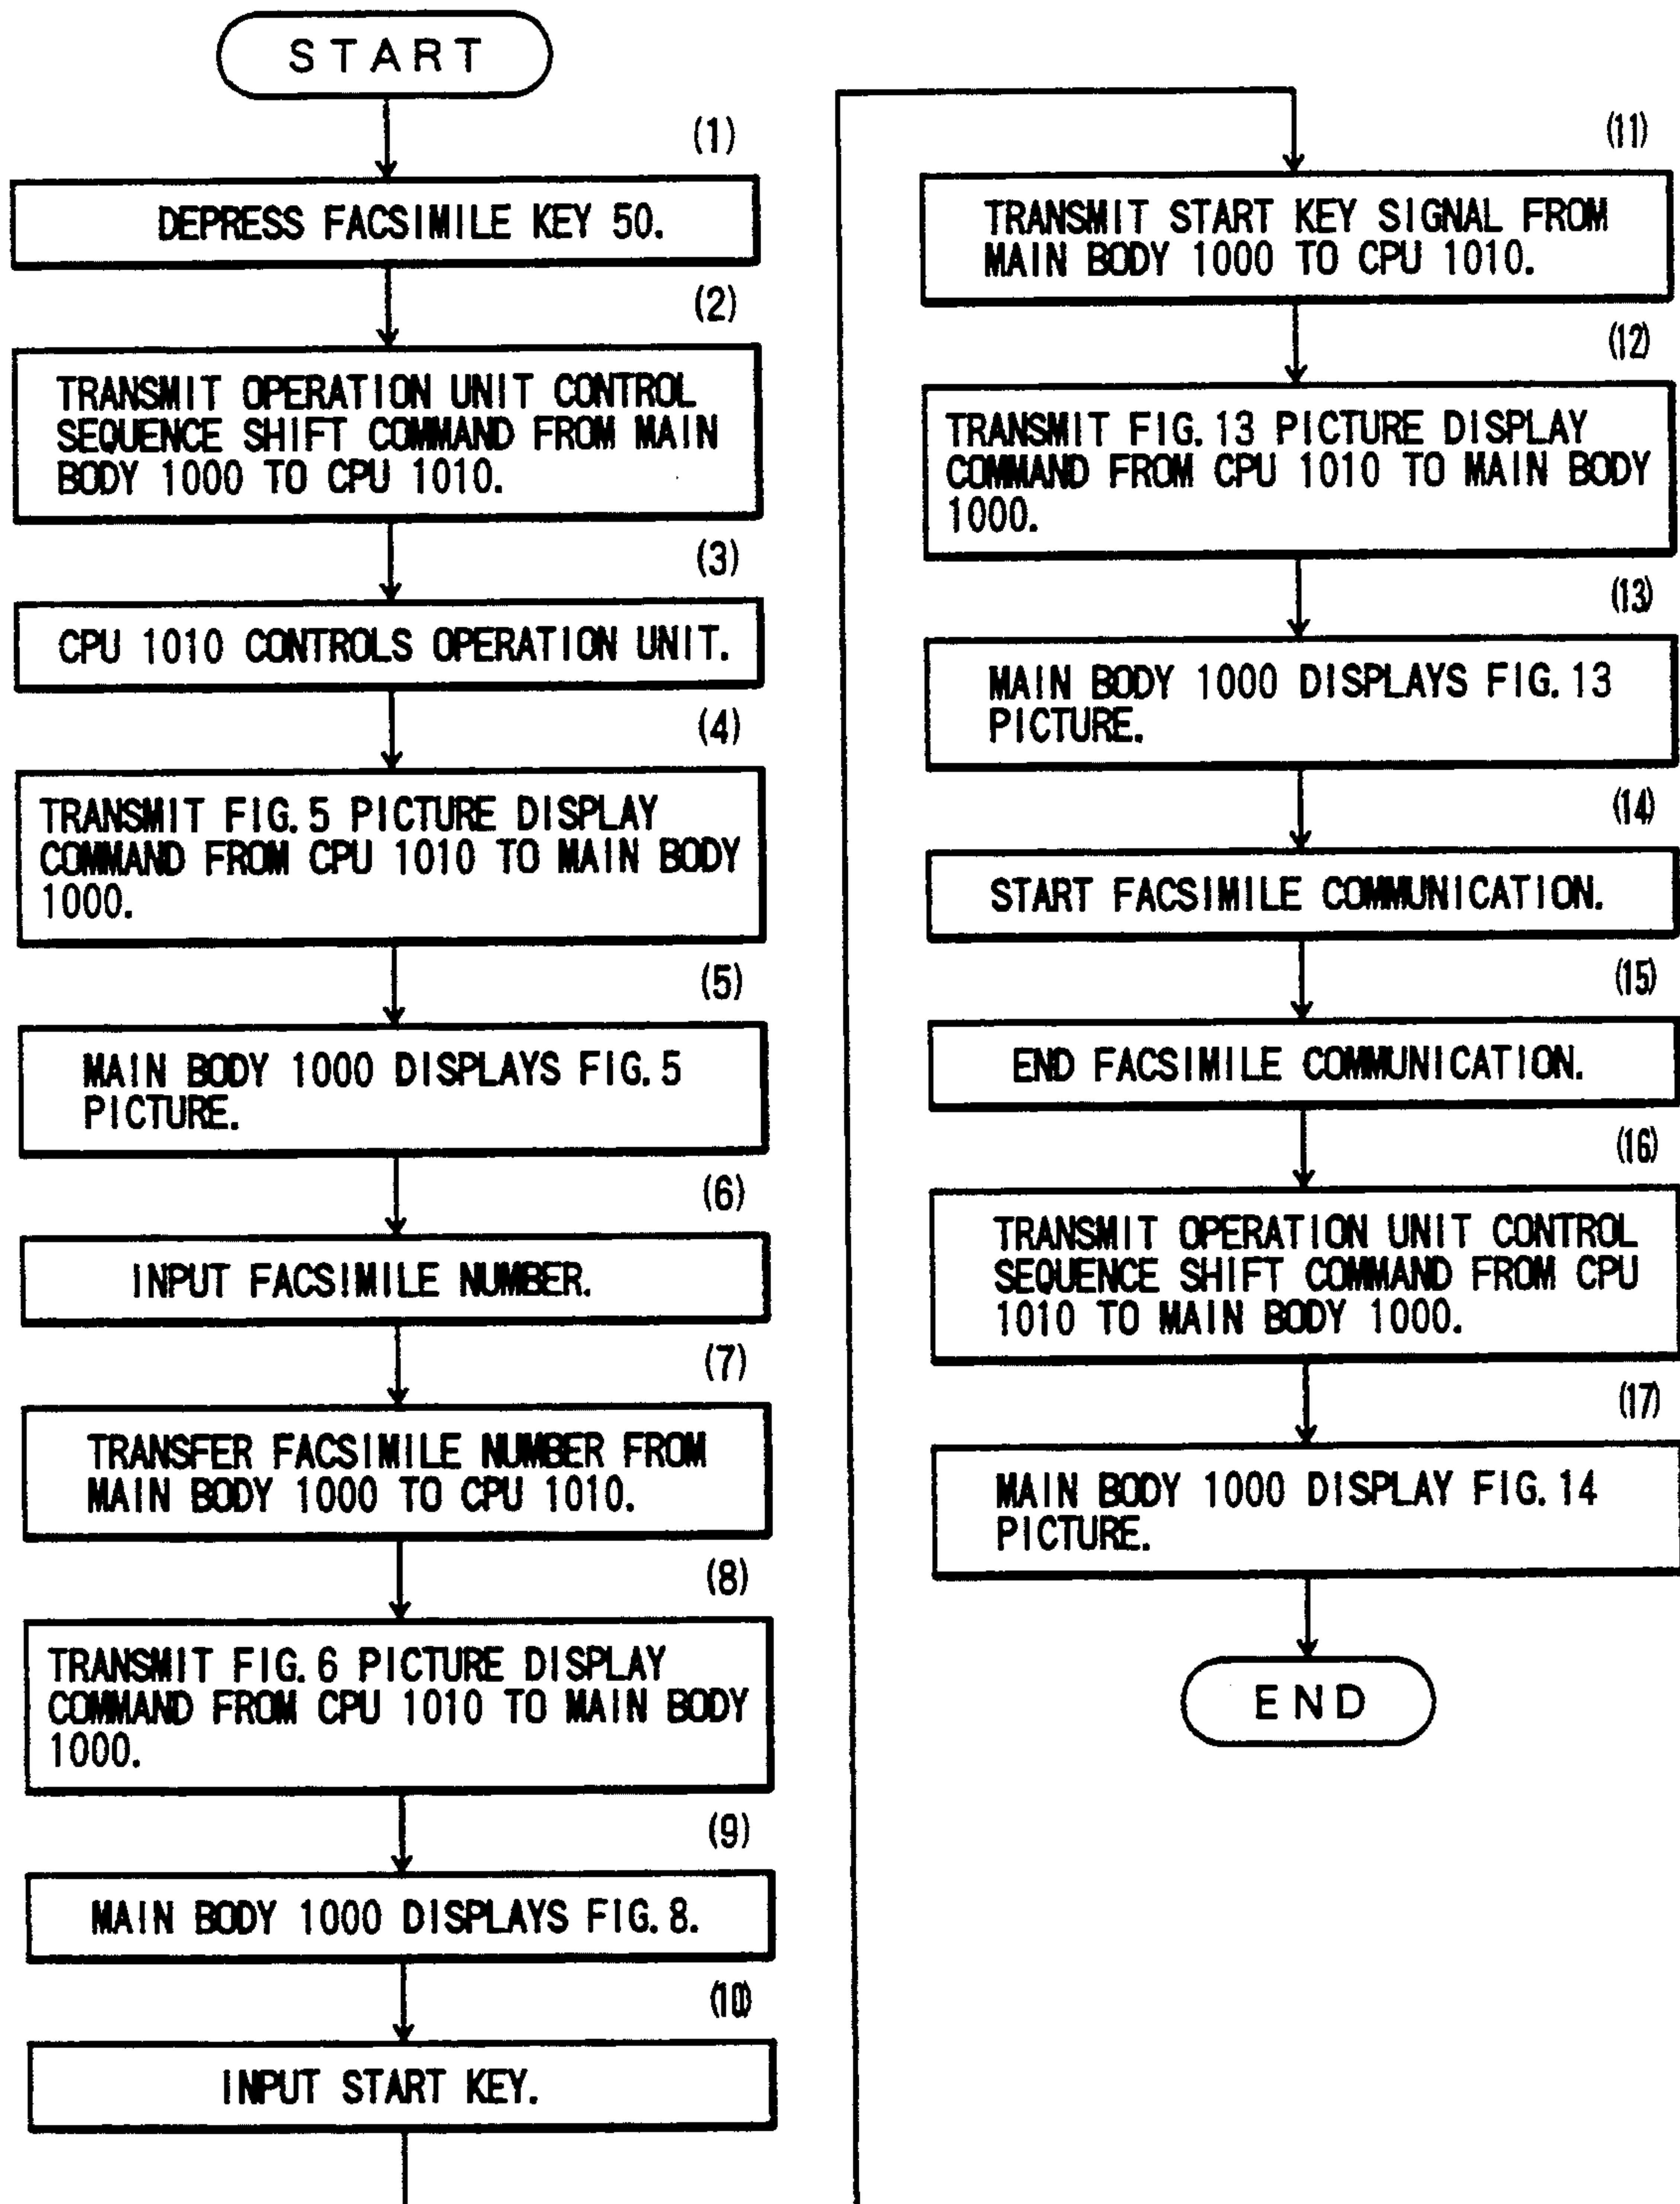 START
(1)
DEPRESS FACSIMILE KEY 50.
(2)
TRANSMIT OPERATION UNIT CONTROL
SEQUENCE SHIFT COMMAND FROM MAIN
BODY 1000 TO CPU 1010.
(3)
CPU 1010 CONTROLS OPERATION UNIT.
(4)
TRANSMIT FIG. 5 PICTURE DISPLAY
COMMAND FROM CPU 1010 TO MAIN BODY
1000.
(5)
MAIN BODY 1000 DISPLAYS FIG. 5
PICTURE.
(6)
INPUT FACSIMILE NUMBER.
(7)
TRANSFER FACSIMILE NUMBER FROM
MAIN BODY 1000 TO CPU 1010.
(8)
TRANSMIT FIG. 6 PICTURE DISPLAY
COMMAND FROM CPU 1010 TO MAIN BODY
1000.
(9)
MAIN BODY 1000 DISPLAYS FIG. 8.
(10)
INPUT START KEY.
(11)
TRANSMIT START KEY SIGNAL FROM
MAIN BODY 1000 TO CPU 1010.
(12)
TRANSMIT FIG. 13 PICTURE DISPLAY
COMMAND FROM CPU 1010 TO MAIN BODY
1000.
(13)
MAIN BODY 1000 DISPLAYS FIG. 13
PICTURE.
(14)
START FACSIMILE COMMUNICATION.
(15)
END FACSIMILE COMMUNICATION.
(16)
TRANSMIT OPERATION UNIT CONTROL
SEQUENCE SHIFT COMMAND FROM CPU
1010 TO MAIN BODY 1000.
(17)
MAIN BODY 1000 DISPLAY FIG. 14
PICTURE.
END